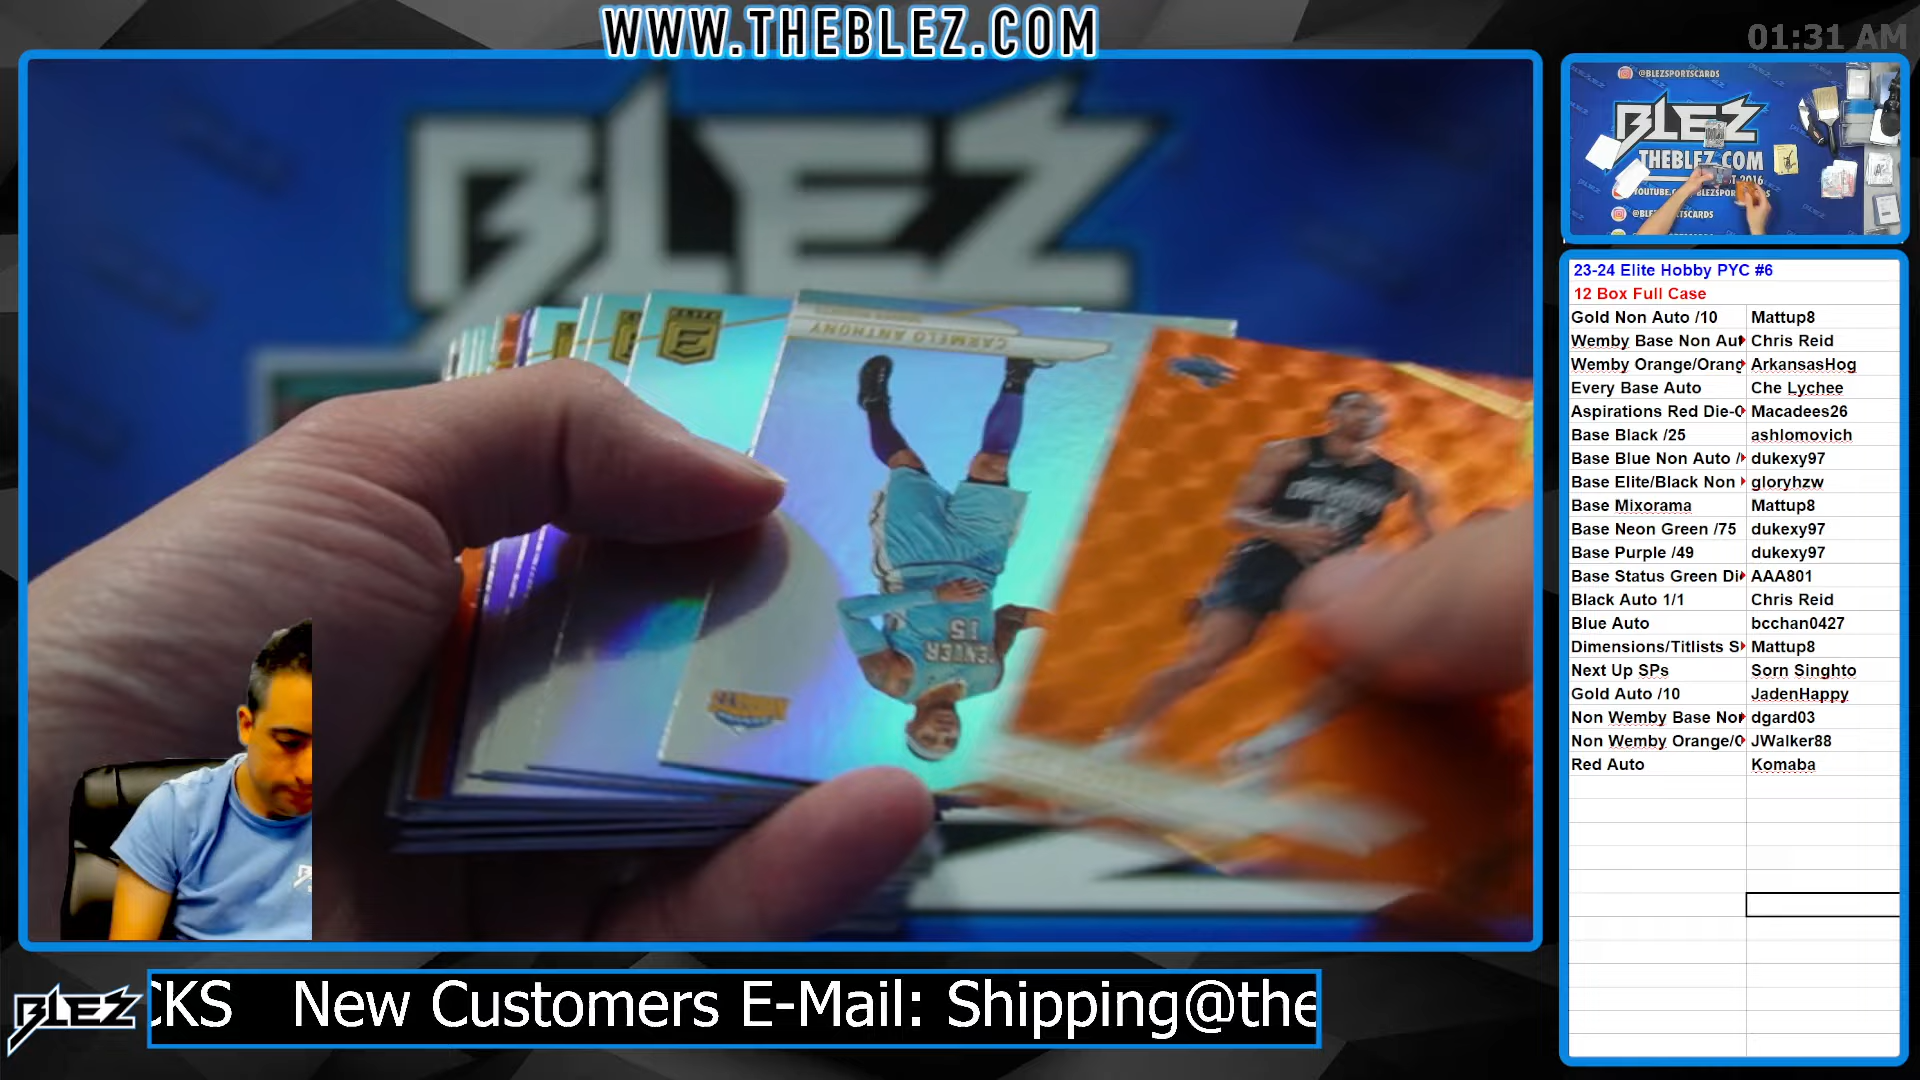 WWW.THEBLEZ.COM
01:31 AM
BLEZ
ELITE
E
CARMELO ANTHONY
DENVER
15
@BLEZSPORTSCARDS
BLEZ
THEBLEZ.COM
23-24 Elite Hobby PYC #6
12 Box Full Case
Gold Non Auto /10 Mattup8
Wemby Base Non Aut Chris Reid
Wemby Orange/Orang ArkansasHog
Every Base Auto Che Lychee
Aspirations Red Die-C Macadees26
Base Black /25 ashlomovich
Base Blue Non Auto / dukexy97
Base Elite/Black Non gloryhzw
Base Mixorama Mattup8
Base Neon Green /75 dukexy97
Base Purple /49 dukexy97
Base Status Green Di AAA801
Black Auto 1/1 Chris Reid
Blue Auto bcchan0427
Dimensions/Titlists S Mattup8
Next Up SPs Sorn Singhto
Gold Auto /10 JadenHappy
Non Wemby Base Nor dgard03
Non Wemby Orange/O JWalker88
Red Auto Komaba
BLEZ
CKS New Customers E-Mail: Shipping@the